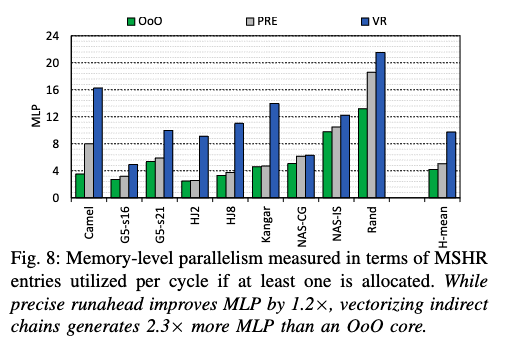 OoO PRE VR
24
20
16
12
8
4
0
MLP
Camel
G5-s16
G5-s21
HJ2
HJ8
Kangar
NAS-CG
NAS-IS
Rand
H-mean
Fig. 8: Memory-level parallelism measured in terms of MSHR
entries utilized per cycle if at least one is allocated. While
precise runahead improves MLP by 1.2×, vectorizing indirect
chains generates 2.3× more MLP than an OoO core.